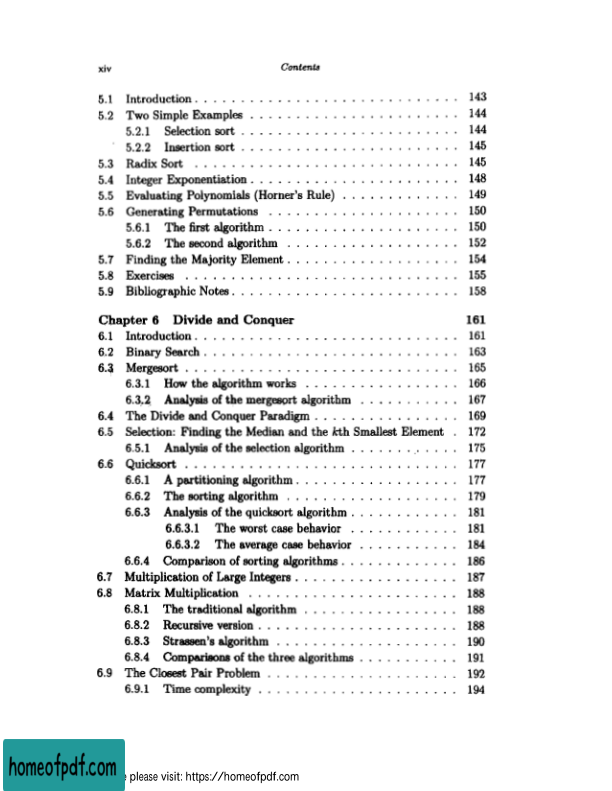 xiv Contents
5.1 Introduction . . . . . . . . . . . . . . . . . . . . . . . . . . . . 143
5.2 Two Simple Examples . . . . . . . . . . . . . . . . . . . . . . 144
5.2.1 Selection sort . . . . . . . . . . . . . . . . . . . . . . . 144
5.2.2 Insertion sort . . . . . . . . . . . . . . . . . . . . . . . 145
5.3 Radix Sort . . . . . . . . . . . . . . . . . . . . . . . . . . . . 145
5.4 Integer Exponentiation . . . . . . . . . . . . . . . . . . . . . . 148
5.5 Evaluating Polynomials (Horner's Rule) . . . . . . . . . . . . . 149
5.6 Generating Permutations . . . . . . . . . . . . . . . . . . . . . 150
5.6.1 The first algorithm . . . . . . . . . . . . . . . . . . . . . 150
5.6.2 The second algorithm . . . . . . . . . . . . . . . . . . . 152
5.7 Finding the Majority Element . . . . . . . . . . . . . . . . . . . 154
5.8 Exercises . . . . . . . . . . . . . . . . . . . . . . . . . . . . . 155
5.9 Bibliographic Notes . . . . . . . . . . . . . . . . . . . . . . . . 158
Chapter 6 Divide and Conquer 161
6.1 Introduction . . . . . . . . . . . . . . . . . . . . . . . . . . . . 161
6.2 Binary Search . . . . . . . . . . . . . . . . . . . . . . . . . . . 163
6.3 Mergesort . . . . . . . . . . . . . . . . . . . . . . . . . . . . . 165
6.3.1 How the algorithm works . . . . . . . . . . . . . . . . . 166
6.3.2 Analysis of the mergesort algorithm . . . . . . . . . . . 167
6.4 The Divide and Conquer Paradigm . . . . . . . . . . . . . . . . 169
6.5 Selection: Finding the Median and the kth Smallest Element . 172
6.5.1 Analysis of the selection algorithm . . . . . . . . . . . . 175
6.6 Quicksort . . . . . . . . . . . . . . . . . . . . . . . . . . . . . 177
6.6.1 A partitioning algorithm . . . . . . . . . . . . . . . . . . 177
6.6.2 The sorting algorithm . . . . . . . . . . . . . . . . . . . 179
6.6.3 Analysis of the quicksort algorithm . . . . . . . . . . . . 181
6.6.3.1 The worst case behavior . . . . . . . . . . . . 181
6.6.3.2 The average case behavior . . . . . . . . . . . 184
6.6.4 Comparison of sorting algorithms . . . . . . . . . . . . . 186
6.7 Multiplication of Large Integers . . . . . . . . . . . . . . . . . . 187
6.8 Matrix Multiplication . . . . . . . . . . . . . . . . . . . . . . . 188
6.8.1 The traditional algorithm . . . . . . . . . . . . . . . . . 188
6.8.2 Recursive version . . . . . . . . . . . . . . . . . . . . . . 188
6.8.3 Strassen's algorithm . . . . . . . . . . . . . . . . . . . . 190
6.8.4 Comparisons of the three algorithms . . . . . . . . . . . 191
6.9 The Closest Pair Problem . . . . . . . . . . . . . . . . . . . . . 192
6.9.1 Time complexity . . . . . . . . . . . . . . . . . . . . . . 194
homeofpdf.com please visit: https://homeofpdf.com